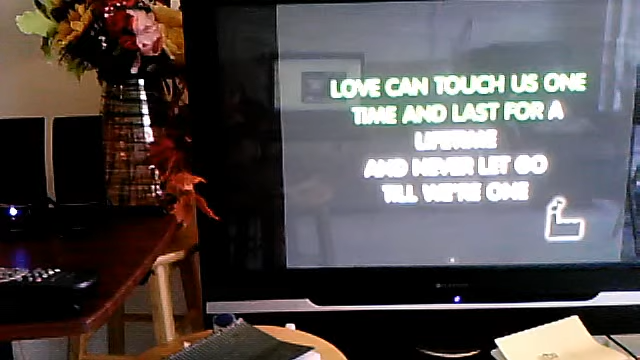 LOVE CAN TOUCH US ONE
TIME AND LAST FOR A
LIFETIME
AND NEVER LET GO
TILL WE'RE ONE